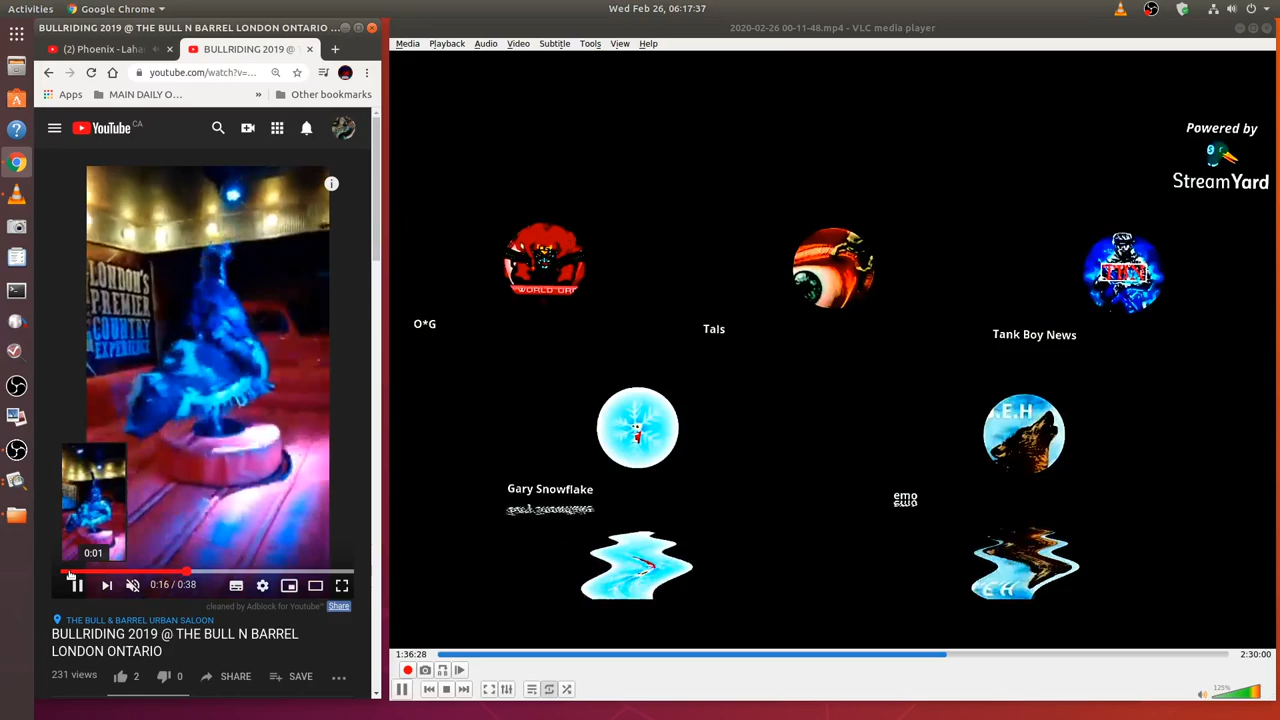 Activities
Google Chrome
Wed Feb 26, 06:17:37
BULLRIDING 2019 @ THE BULL N BARREL LONDON ONTARIO ...
2020-02-26 00-11-48.mp4 - VLC media player
(2) Phoenix - Laha
BULLRIDING 2019 @
Media Playback Audio Video Subtitle Tools View Help
youtube.com/watch?v=...
Apps
MAIN DAILY O...
»
Other bookmarks
YouTube CA
Powered by
StreamYard
LONDON'S
PREMIER
COUNTRY
EXPERIENCE
WORLD
O*G
Tals
Tank Boy News
.E.H
Gary Snowflake
emo
0:01
0:16 / 0:38
cleaned by Adblock for Youtube™
Share
THE BULL & BARREL URBAN SALOON
BULLRIDING 2019 @ THE BULL N BARREL
LONDON ONTARIO
231 views
2
0
SHARE
SAVE
1:36:28
2:30:00
125%